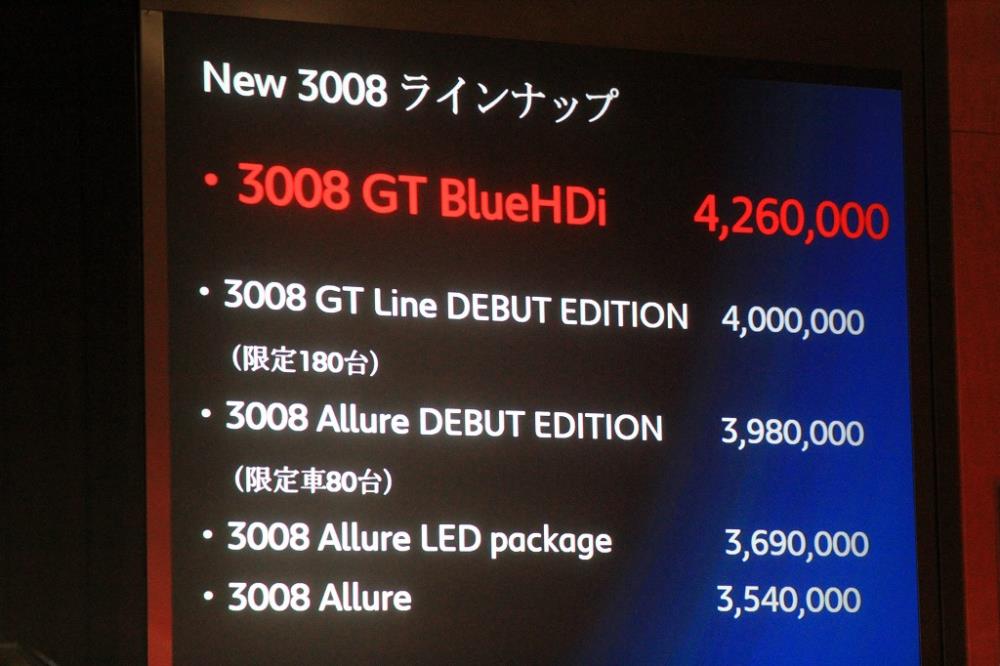 New 3008 ラインナップ
・3008 GT BlueHDi 4,260,000
・3008 GT Line DEBUT EDITION 4,000,000
（限定180台）
・3008 Allure DEBUT EDITION 3,980,000
（限定車80台）
・3008 Allure LED package 3,690,000
・3008 Allure 3,540,000